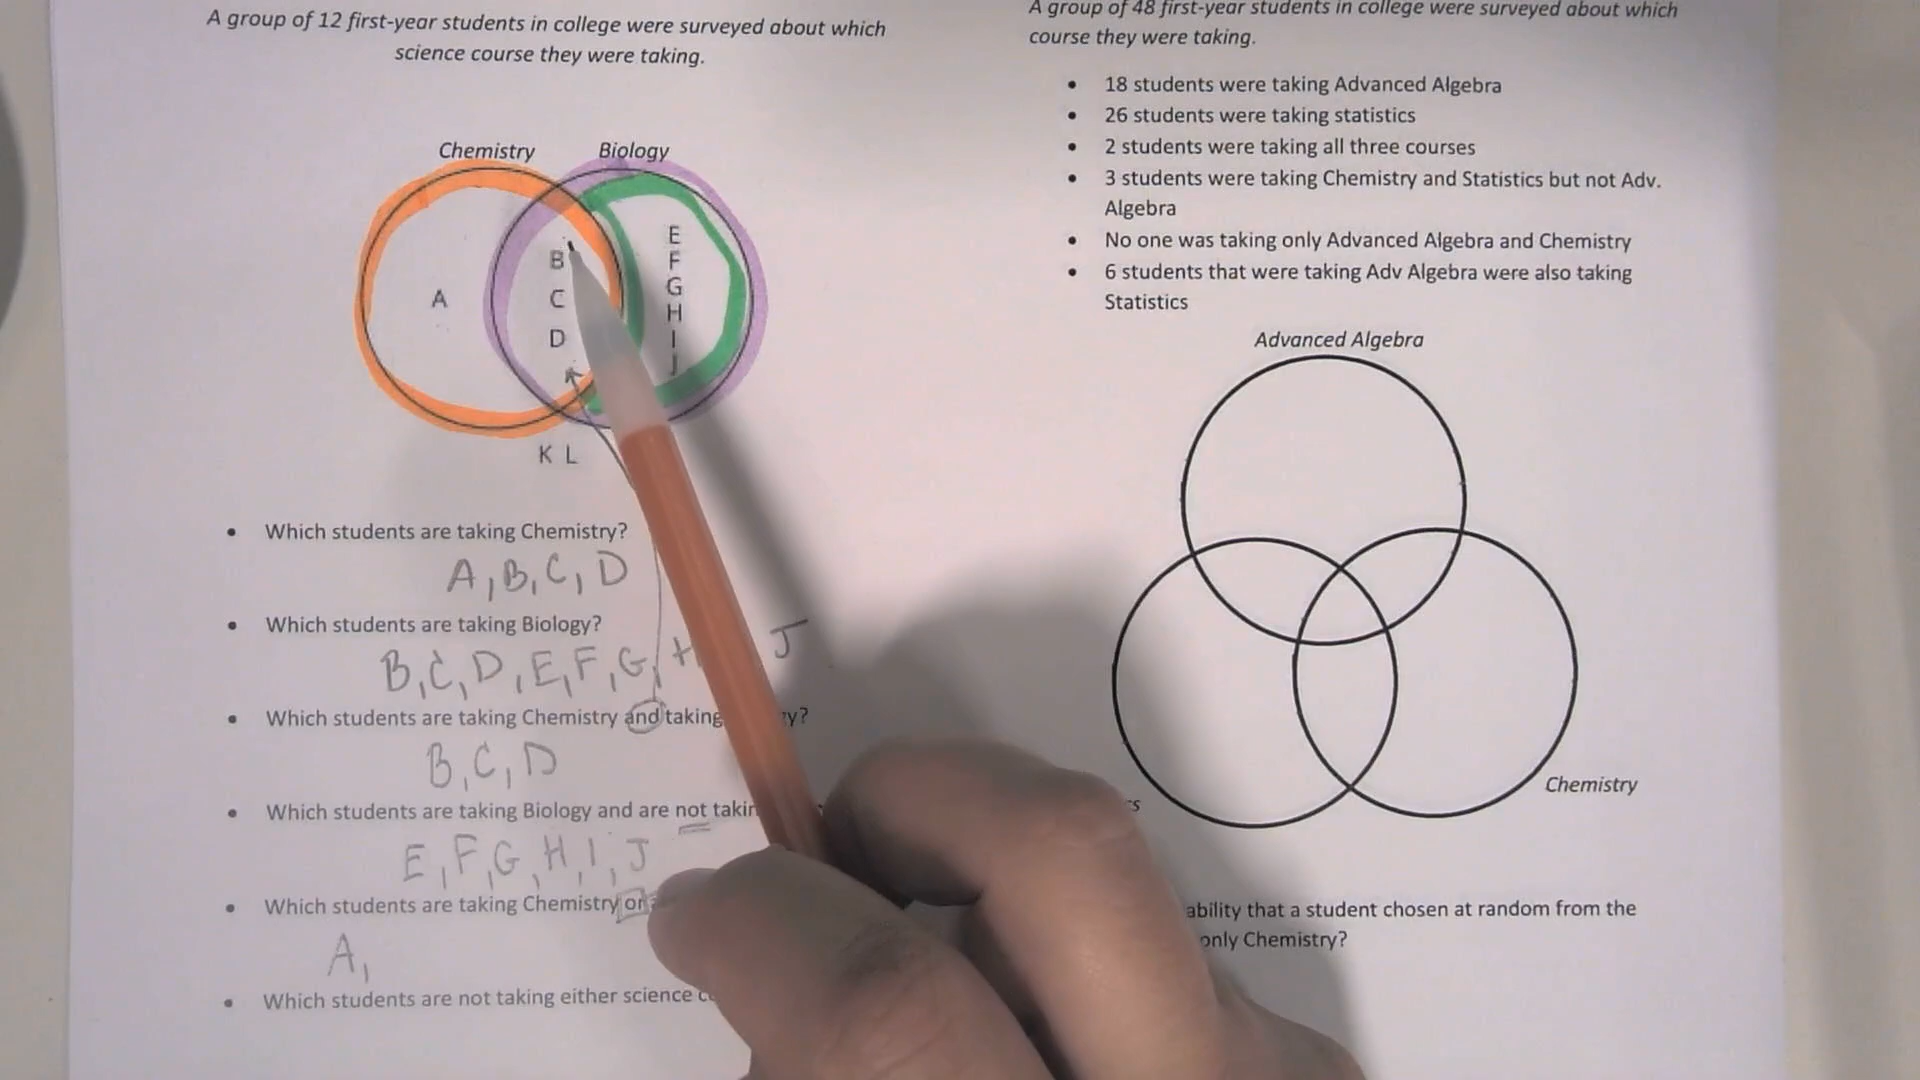 A group of 12 first-year students in college were surveyed about which
science course they were taking.
Chemistry
Biology
A
B
C
D
E
F
G
H
I
J
K L
Which students are taking Chemistry?
A, B, C, D
Which students are taking Biology?
B, C, D, E, F, G, H J
Which students are taking Chemistry and taking
B, C, D
Which students are taking Biology and are not
E, F, G, H, I, J
Which students are taking Chemistry or
A,
Which students are not taking either science
A group of 48 first-year students in college were surveyed about which
course they were taking.
18 students were taking Advanced Algebra
26 students were taking statistics
2 students were taking all three courses
3 students were taking Chemistry and Statistics but not Adv.
Algebra
No one was taking only Advanced Algebra and Chemistry
6 students that were taking Adv Algebra were also taking
Statistics
Advanced Algebra
Chemistry
that a student chosen at random from the
only Chemistry?